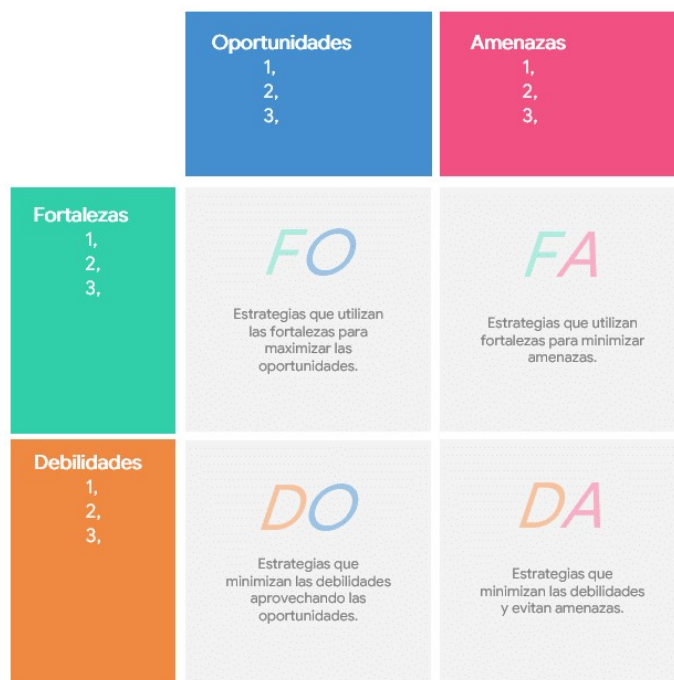 Oportunidades
1,
2,
3,
Amenazas
1,
2,
3,
Fortalezas
1,
2,
3,
FO
Estrategias que utilizan
las fortalezas para
maximizar las
oportunidades.
FA
Estrategias que utilizan
fortalezas para minimizar
amenazas.
Debilidades
1,
2,
3,
DO
Estrategias que
minimizan las debilidades
aprovechando las
oportunidades.
DA
Estrategias que
minimizan las debilidades
y evitan amenazas.